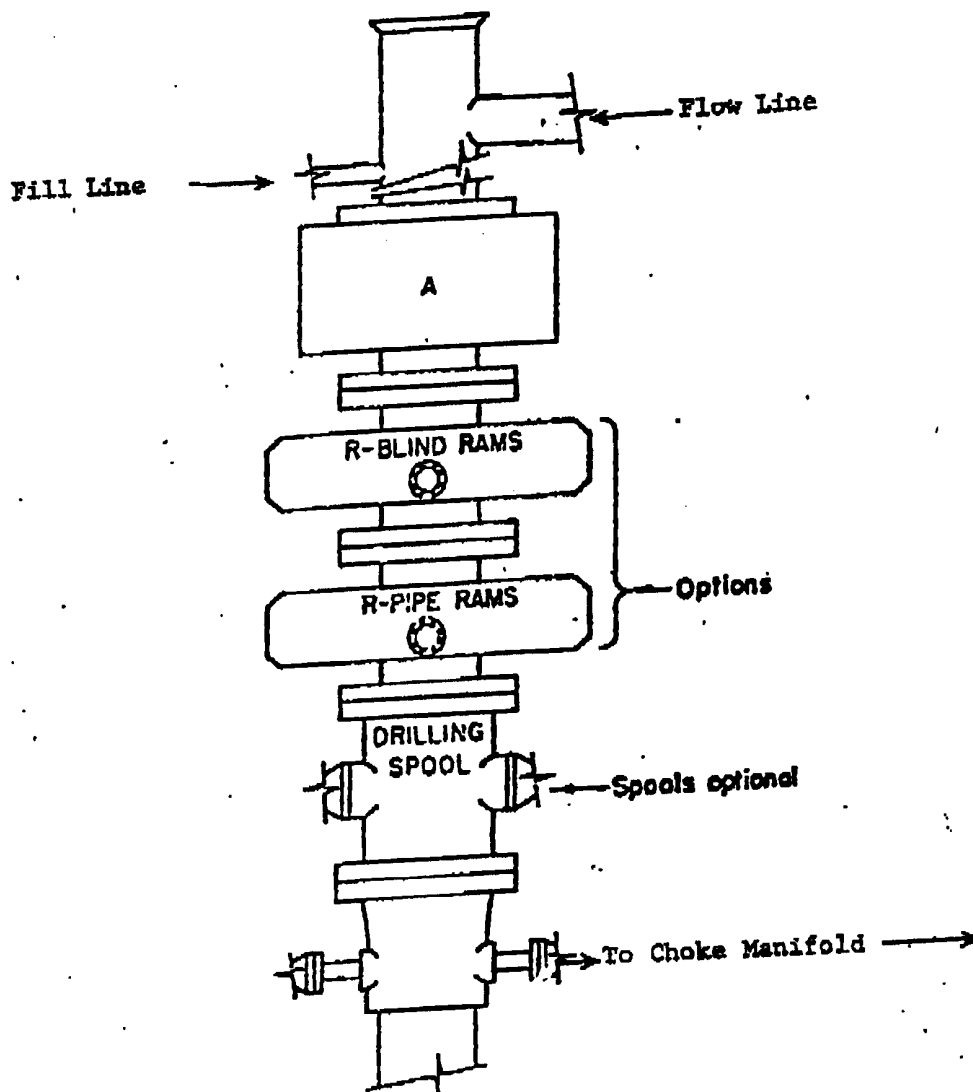 Flow Line
Fill Line
A
R-BLIND RAMS
Options
R-PIPE RAMS
DRILLING
SPOOL
Spools optional
To Choke Manifold